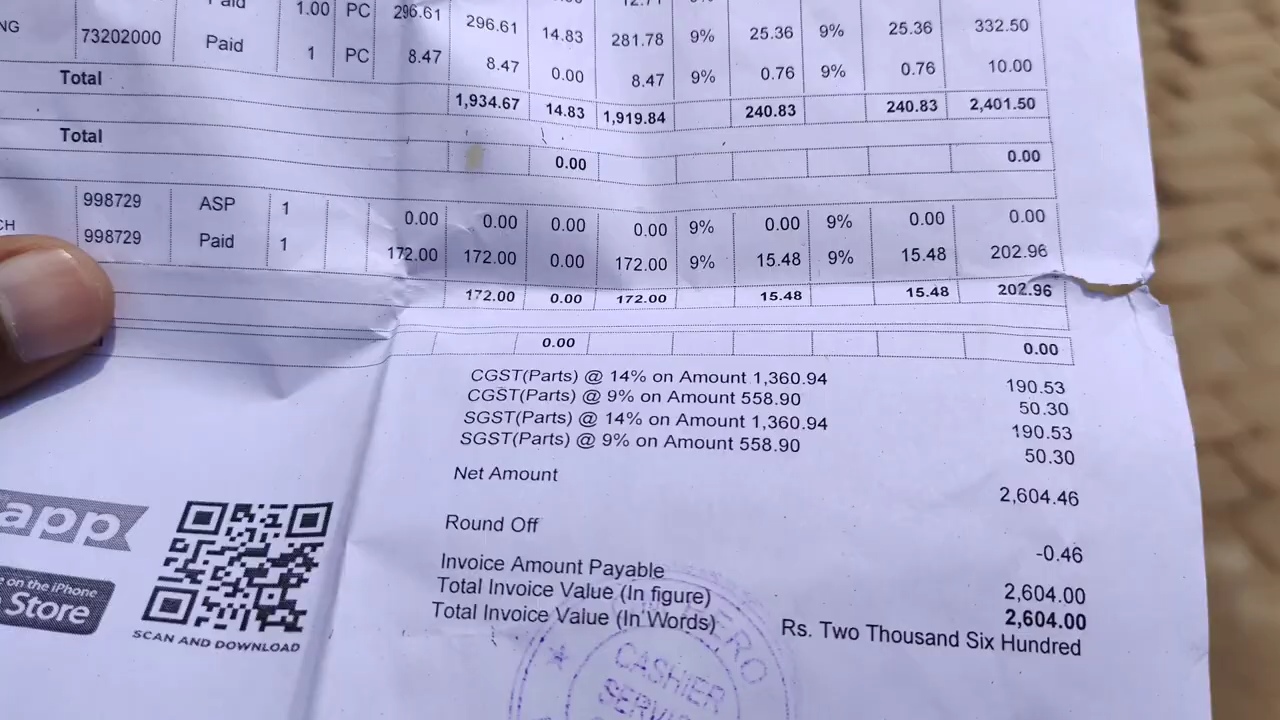 Paid 1.00 PC 296.61 296.61 14.83 281.78 9% 25.36 9% 25.36 332.50
NG 73202000 Paid 1 PC 8.47 8.47 0.00 8.47 9% 0.76 9% 0.76 10.00
Total 1,934.67 14.83 1,919.84 240.83 240.83 2,401.50
Total 0.00 0.00
998729 ASP 1 0.00 0.00 0.00 0.00 9% 0.00 9% 0.00 0.00
CH 998729 Paid 1 172.00 172.00 0.00 172.00 9% 15.48 9% 15.48 202.96
172.00 0.00 172.00 15.48 15.48 202.96
0.00 0.00
CGST(Parts) @ 14% on Amount 1,360.94 190.53
CGST(Parts) @ 9% on Amount 558.90 50.30
SGST(Parts) @ 14% on Amount 1,360.94 190.53
SGST(Parts) @ 9% on Amount 558.90 50.30
Net Amount 2,604.46
Round Off -0.46
Invoice Amount Payable 2,604.00
Total Invoice Value (In figure) 2,604.00
Total Invoice Value (In Words) Rs. Two Thousand Six Hundred
app
e on the iPhone
Store
SCAN AND DOWNLOAD
HERO
CASHIER